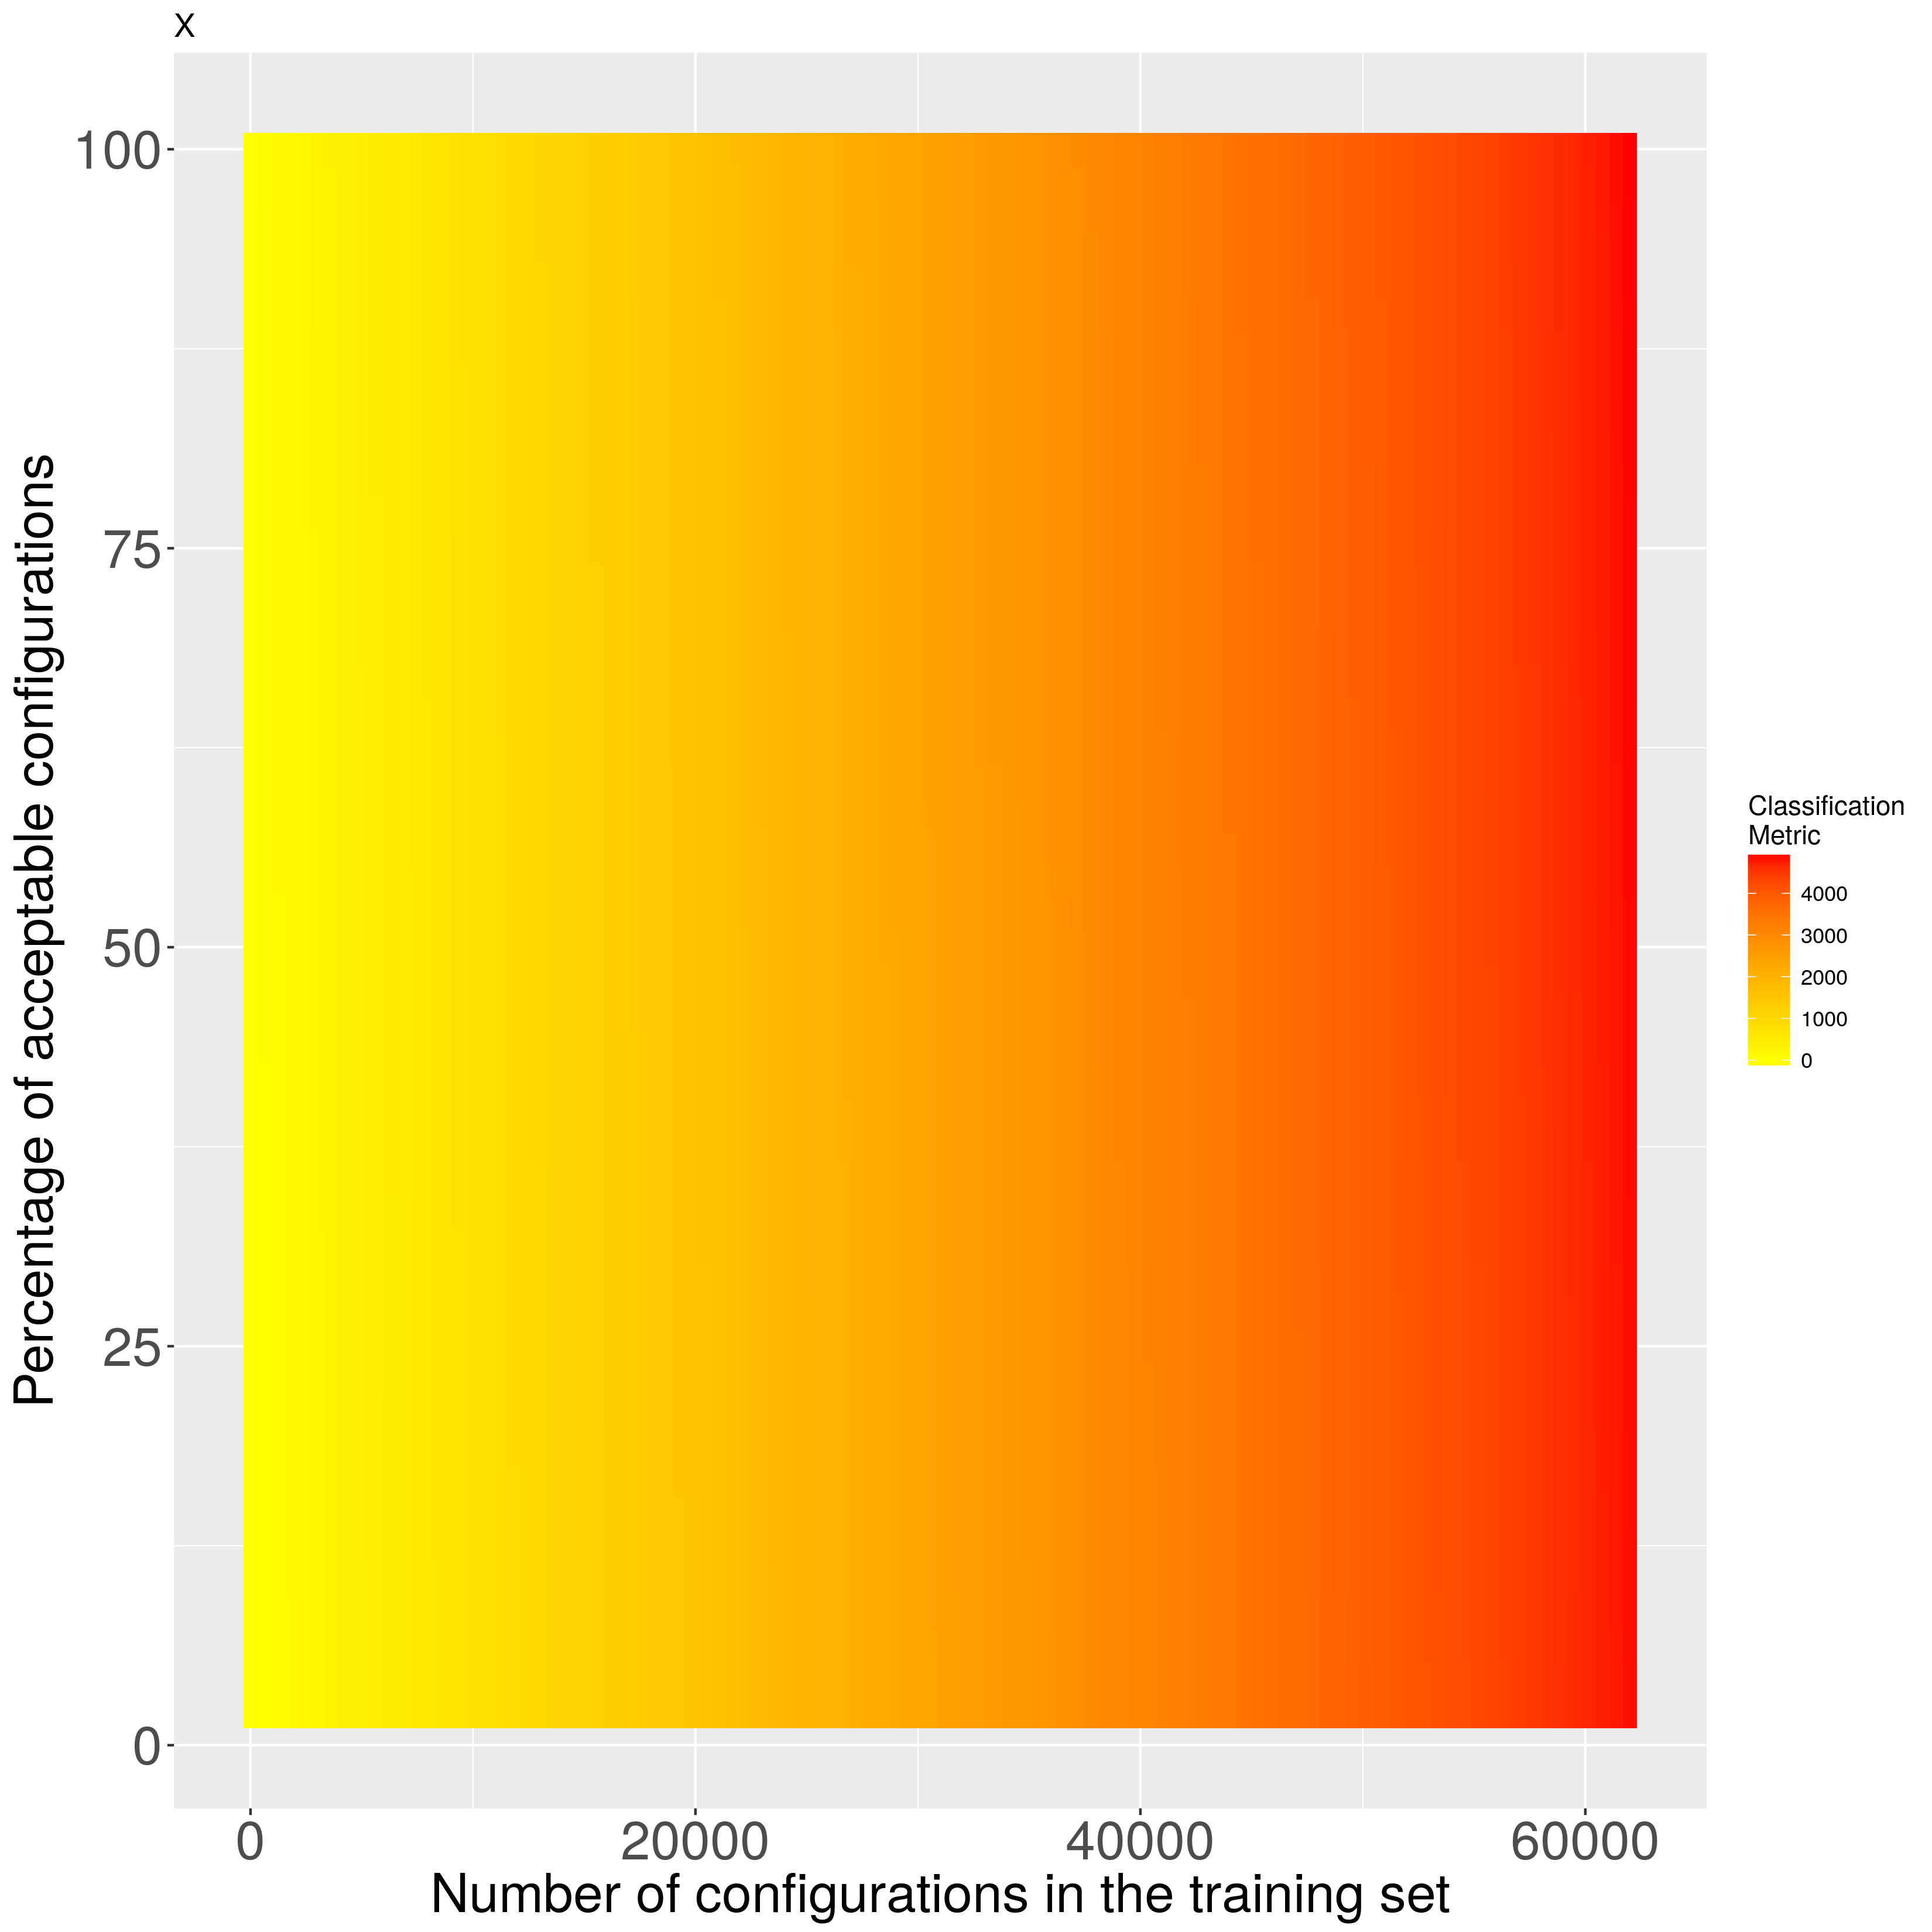 x
100
75
50
25
0
Percentage of acceptable configurations
0 20000 40000 60000
Number of configurations in the training set
Classification
Metric
4000
3000
2000
1000
0